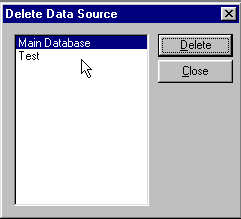 Delete Data Source
Main Database
Test
Delete
Close